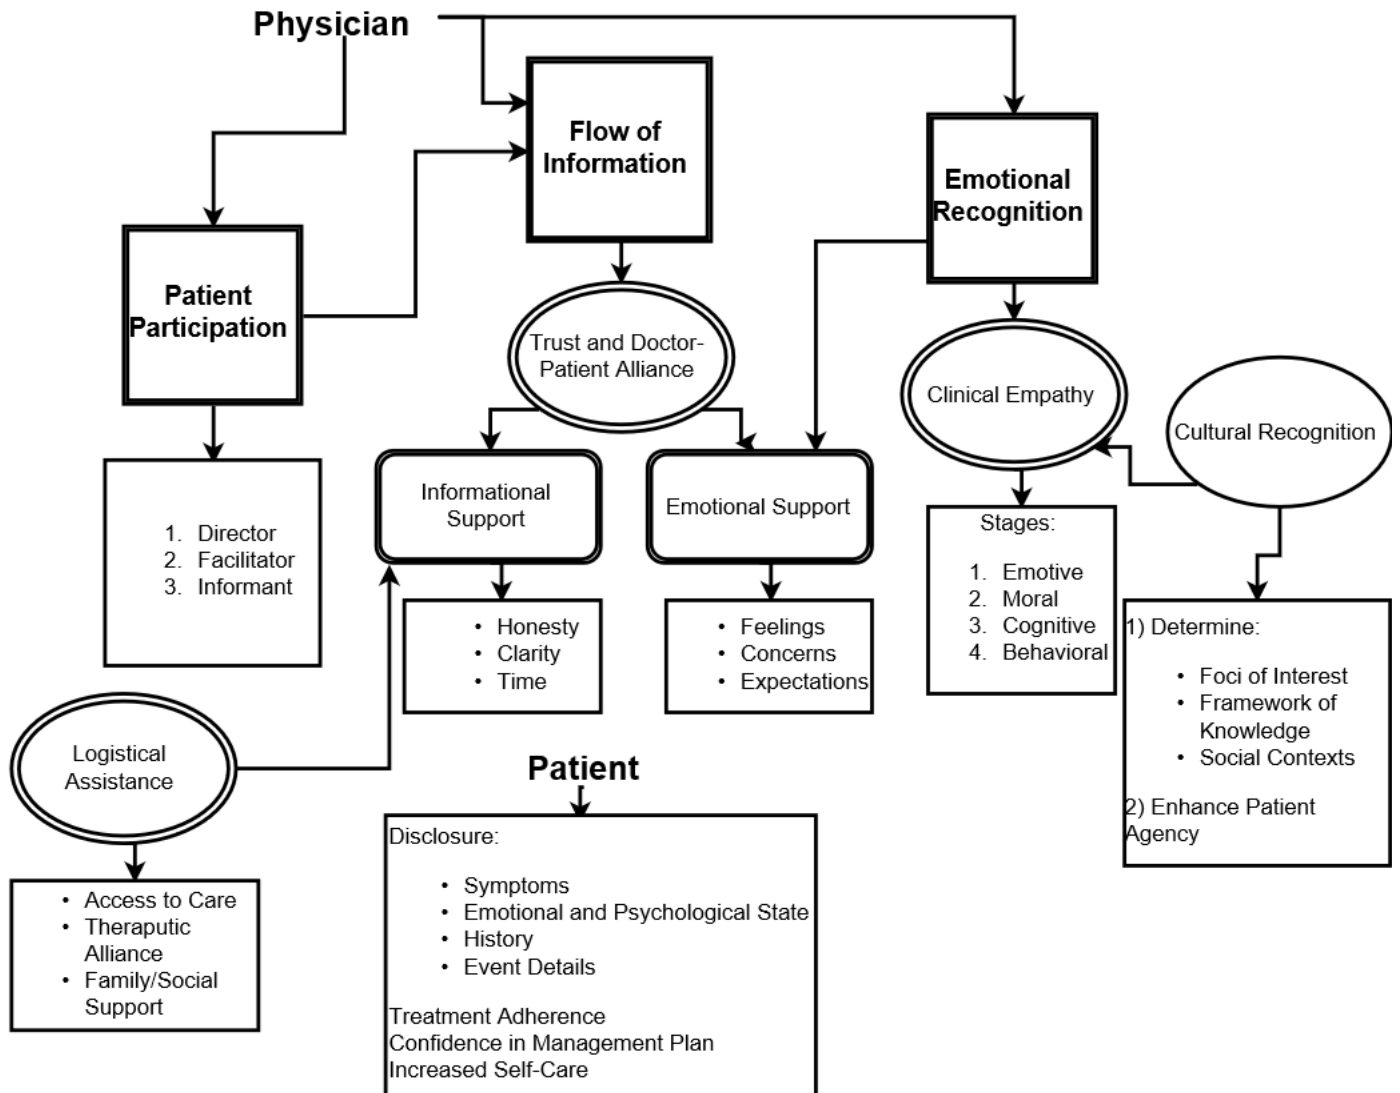 Physician
Flow of
Information
Emotional
Recognition
Patient
Participation
Trust and Doctor-
Patient Alliance
Clinical Empathy
Cultural Recognition
Informational
Support
Emotional Support
1. Director
2. Facilitator
3. Informant
• Honesty
• Clarity
• Time
• Feelings
• Concerns
• Expectations
Stages:
1. Emotive
2. Moral
3. Cognitive
4. Behavioral
1) Determine:
• Foci of Interest
• Framework of
Knowledge
• Social Contexts
2) Enhance Patient
Agency
Logistical
Assistance
• Access to Care
• Theraputic
Alliance
• Family/Social
Support
Patient
Disclosure:
• Symptoms
• Emotional and Psychological State
• History
• Event Details
Treatment Adherence
Confidence in Management Plan
Increased Self-Care